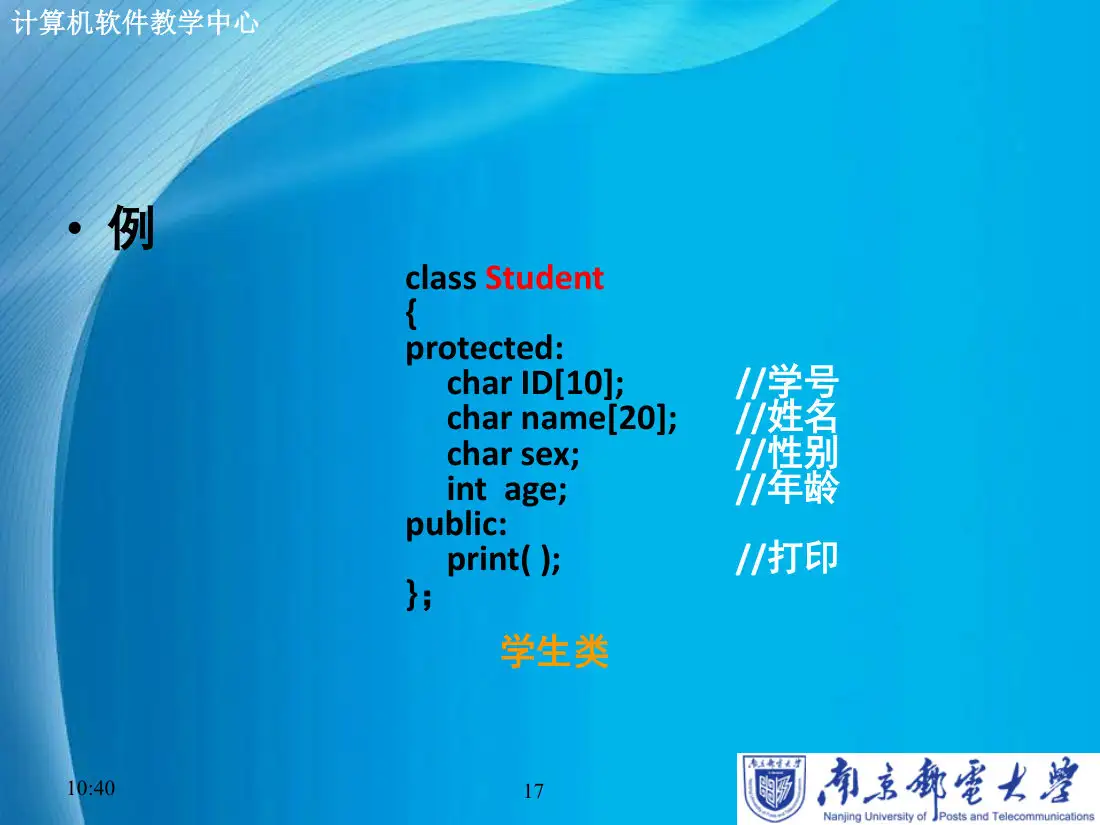 计算机软件教学中心
• 例
class Student
{
protected:
char ID[10]; //学号
char name[20]; //姓名
char sex; //性别
int age; //年龄
public:
print( ); //打印
};
学生类
10:40
17
南京邮電大学
Nanjing University of Posts and Telecommunications